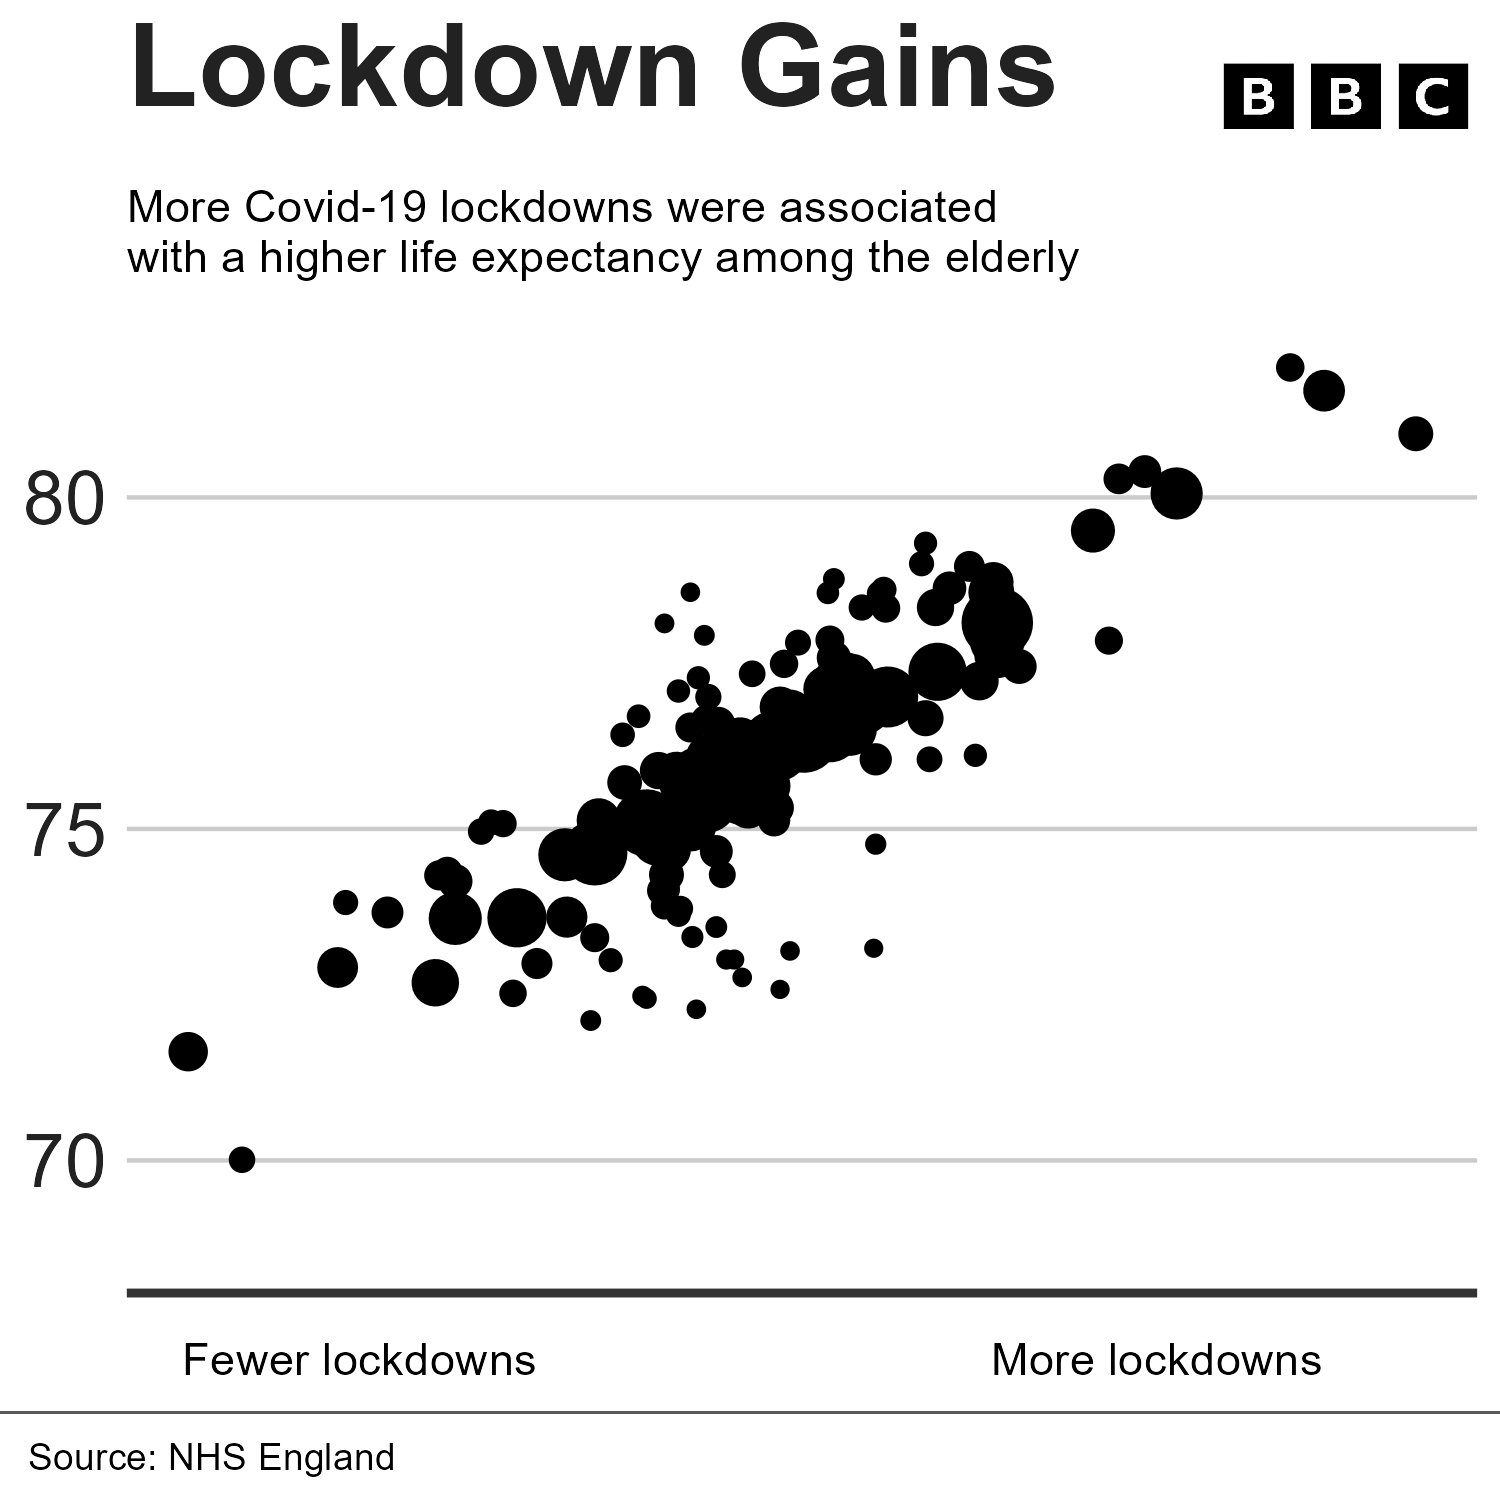 Lockdown Gains
BBC
More Covid-19 lockdowns were associated
with a higher life expectancy among the elderly
80
75
70
Fewer lockdowns
More lockdowns
Source: NHS England